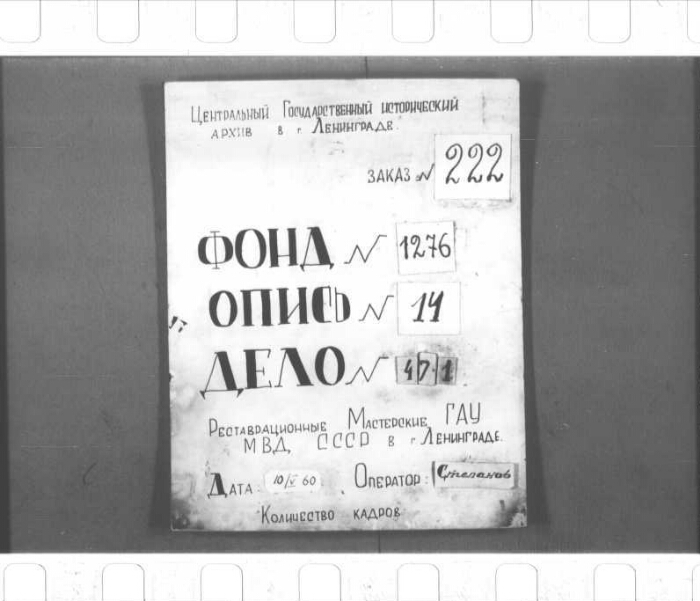 Центральный Государственный исторический
архив в г. Ленинграде.
заказ № 222
ФОНД № 1276
ОПИСЬ № 14
ДЕЛО №
Реставрационные Мастерские ГАУ
МВД, СССР в г. Ленинграде.
Дата: 10/V 60 Оператор: Степанов
Количество кадров